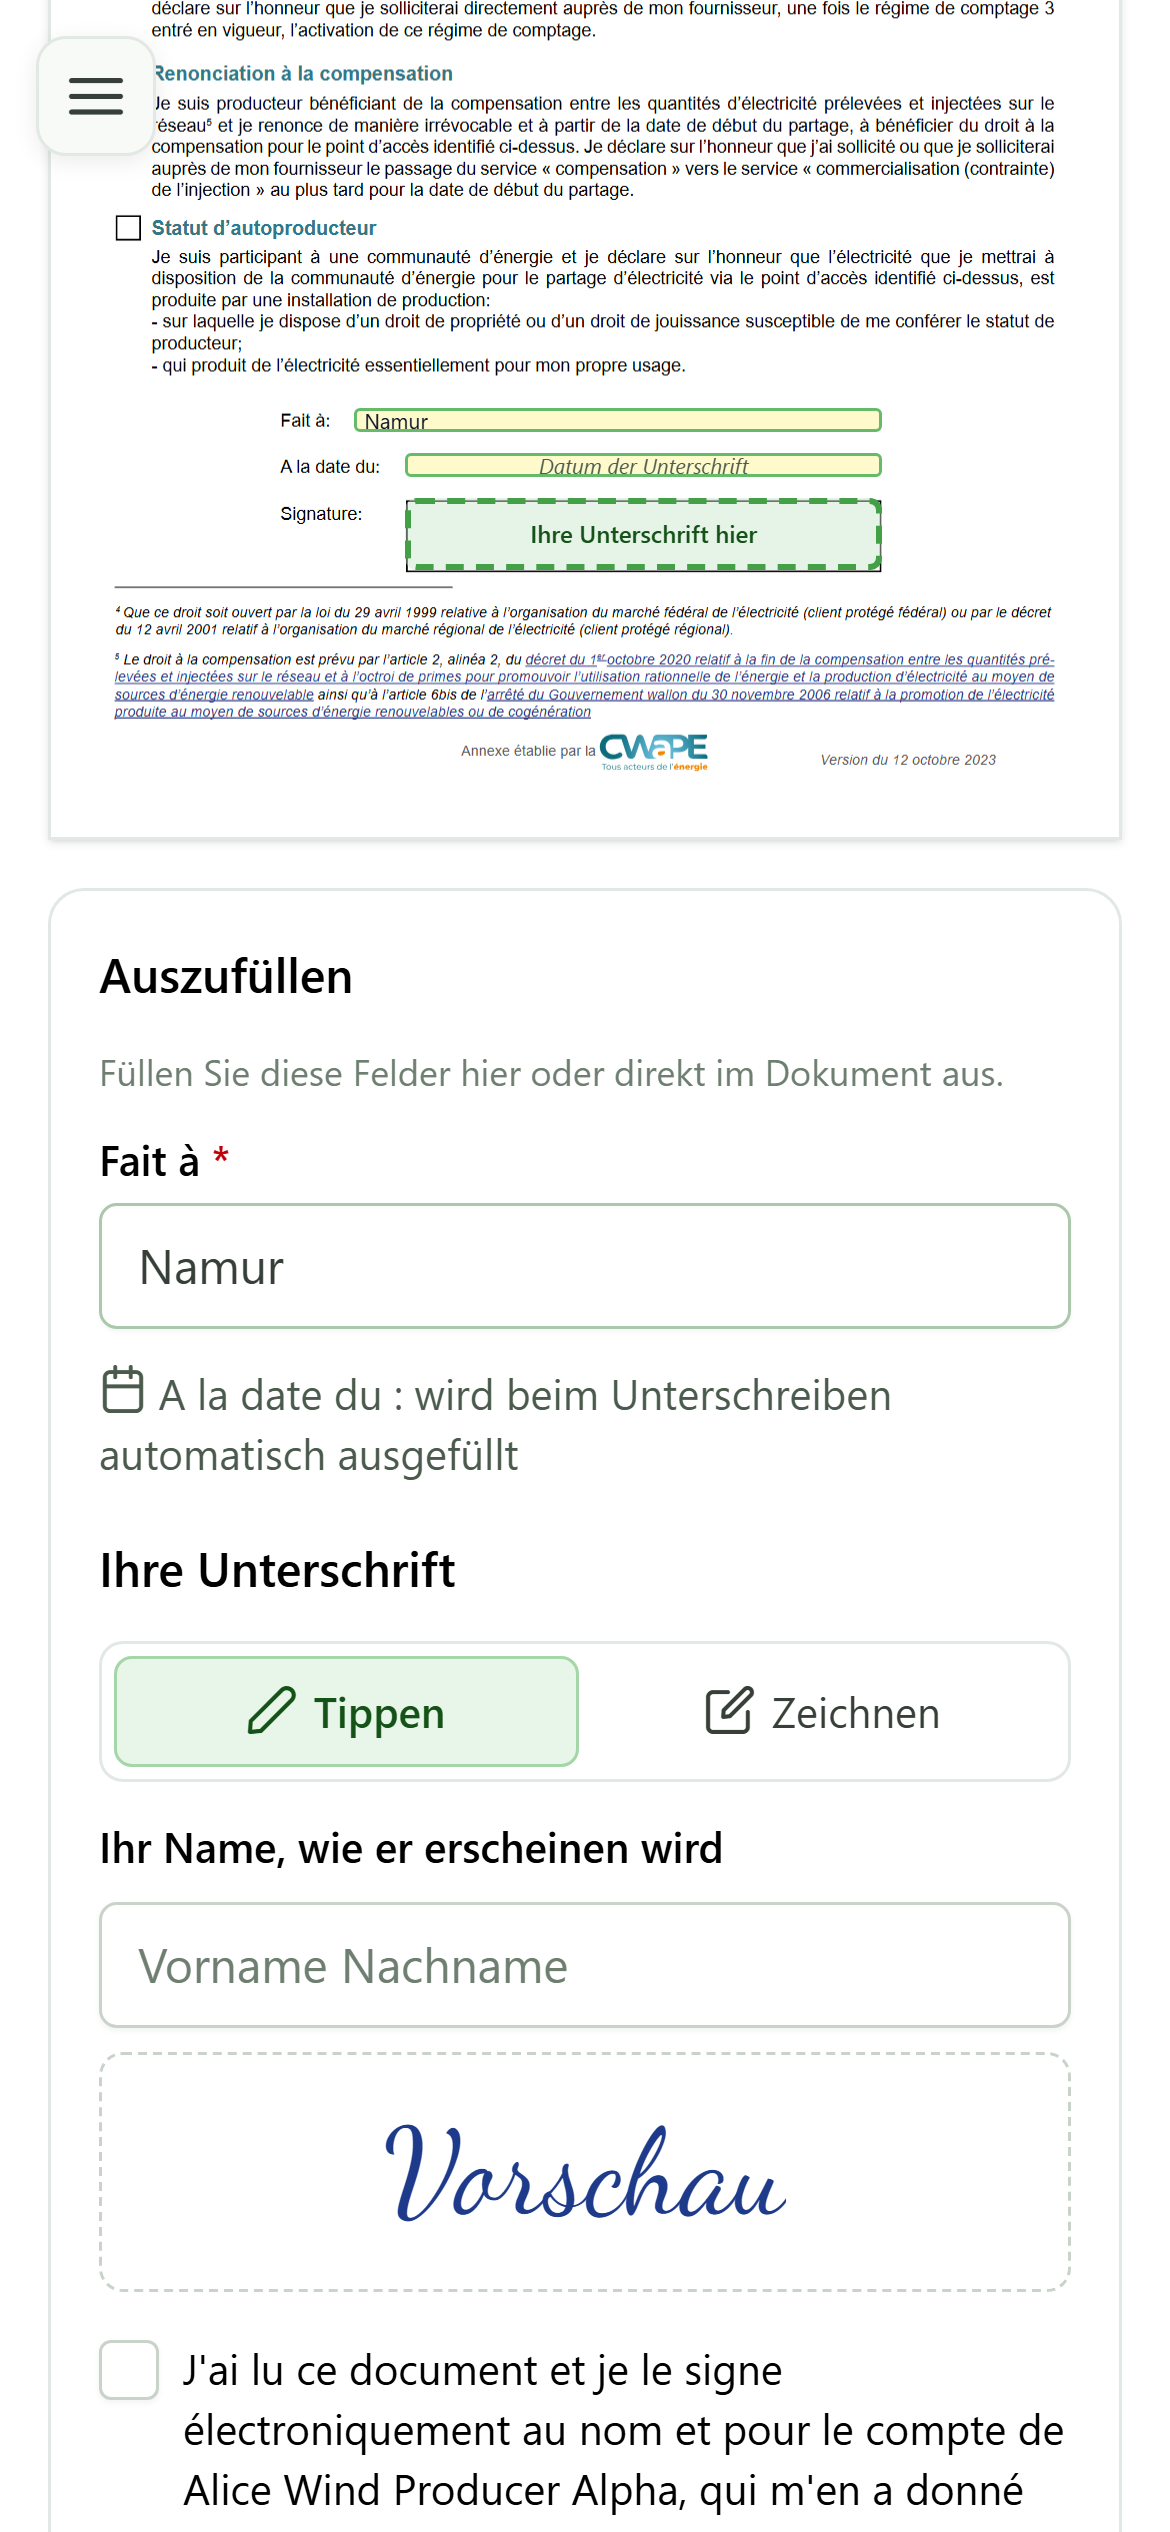 déclare sur l’honneur que je solliciterai directement auprès de mon fournisseur, une fois le régime de comptage 3
entré en vigueur, l’activation de ce régime de comptage.
Renonciation à la compensation
Je suis producteur bénéficiant de la compensation entre les quantités d’électricité prélevées et injectées sur le
réseau⁵ et je renonce de manière irrévocable et à partir de la date de début du partage, à bénéficier du droit à la
compensation pour le point d’accès identifié ci-dessus. Je déclare sur l’honneur que j’ai sollicité ou que je solliciterai
auprès de mon fournisseur le passage du service « compensation » vers le service « commercialisation (contrainte)
de l’injection » au plus tard pour la date de début du partage.
Statut d’autoproducteur
Je suis participant à une communauté d’énergie et je déclare sur l’honneur que l’électricité que je mettrai à
disposition de la communauté d’énergie pour le partage d’électricité via le point d’accès identifié ci-dessus, est
produite par une installation de production:
- sur laquelle je dispose d’un droit de propriété ou d’un droit de jouissance susceptible de me conférer le statut de
producteur;
- qui produit de l’électricité essentiellement pour mon propre usage.
Fait à: Namur
A la date du: Datum der Unterschrift
Signature: Ihre Unterschrift hier
⁴ Que ce droit soit ouvert par la loi du 29 avril 1999 relative à l’organisation du marché fédéral de l’électricité (client protégé fédéral) ou par le décret
du 12 avril 2001 relatif à l’organisation du marché régional de l’électricité (client protégé régional).
⁵ Le droit à la compensation est prévu par l’article 2, alinéa 2, du décret du 1er octobre 2020 relatif à la fin de la compensation entre les quantités pré-
levées et injectées sur le réseau et à l’octroi de primes pour promouvoir l’utilisation rationnelle de l’énergie et la production d’électricité au moyen de
sources d’énergie renouvelable ainsi qu’à l’article 6bis de l’arrêté du Gouvernement wallon du 30 novembre 2006 relatif à la promotion de l’électricité
produite au moyen de sources d’énergie renouvelables ou de cogénération
Annexe établie par la CWaPE
Tous acteurs de l’énergie
Version du 12 octobre 2023
Auszufüllen
Füllen Sie diese Felder hier oder direkt im Dokument aus.
Fait à *
Namur
A la date du : wird beim Unterschreiben
automatisch ausgefüllt
Ihre Unterschrift
Tippen
Zeichnen
Ihr Name, wie er erscheinen wird
Vorname Nachname
Vorschau
J'ai lu ce document et je le signe
électroniquement au nom et pour le compte de
Alice Wind Producer Alpha, qui m'en a donné